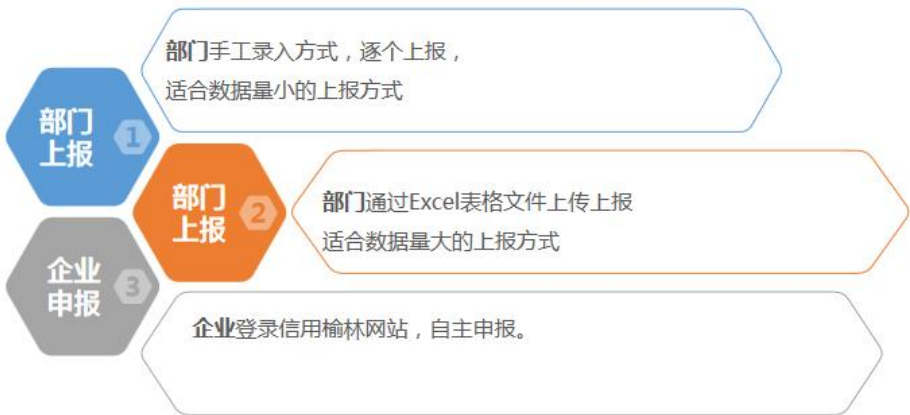 部门手工录入方式，逐个上报，
适合数据量小的上报方式
部门
上报
1
部门
上报
2
部门通过Excel表格文件上传上报
适合数据量大的上报方式
企业
申报
3
企业登录信用榆林网站，自主申报。